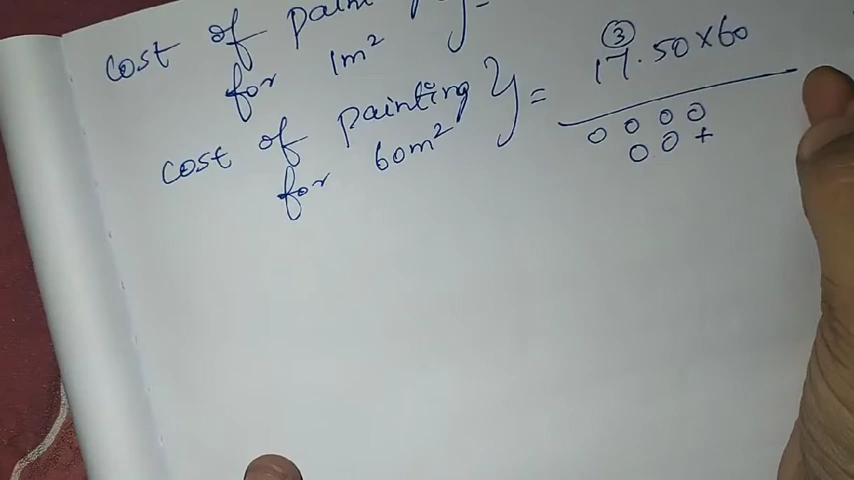 cost of paint
for 1m²
cost of painting } = 17.50×60
for 60m²
③
0 0 0 0
0 0 +